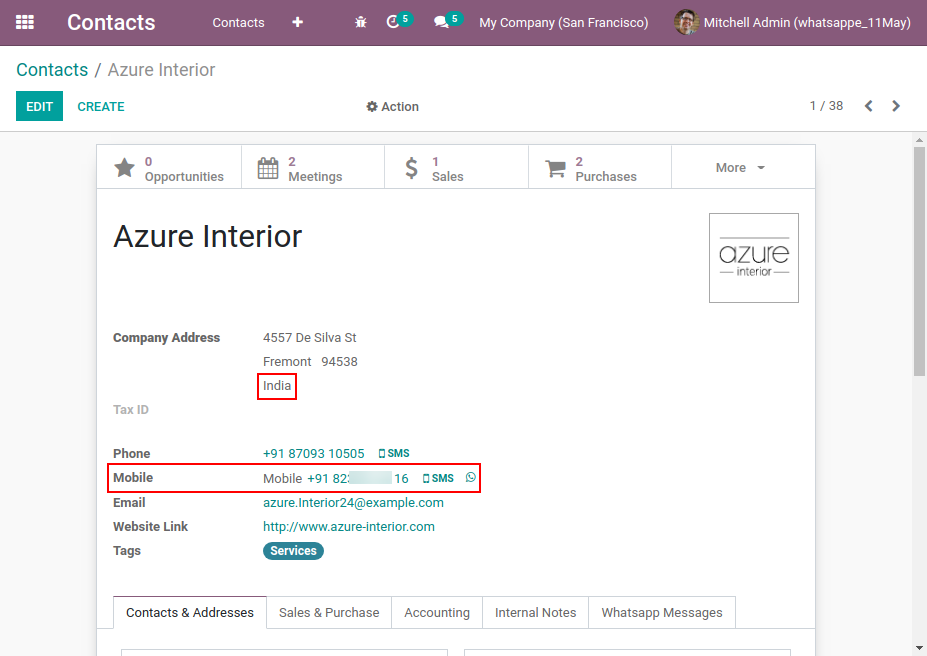 Contacts Contacts + 5 5 My Company (San Francisco) Mitchell Admin (whatsappe_11May)
Contacts / Azure Interior
EDIT CREATE Action 1 / 38
0 Opportunities
2 Meetings
$ 1 Sales
2 Purchases
More
Azure Interior
azure
interior
Company Address 4557 De Silva St
Fremont 94538
India
Tax ID
Phone +91 87093 10505 SMS
Mobile Mobile +91 82 16 SMS
Email azure.Interior24@example.com
Website Link http://www.azure-interior.com
Tags Services
Contacts & Addresses Sales & Purchase Accounting Internal Notes Whatsapp Messages